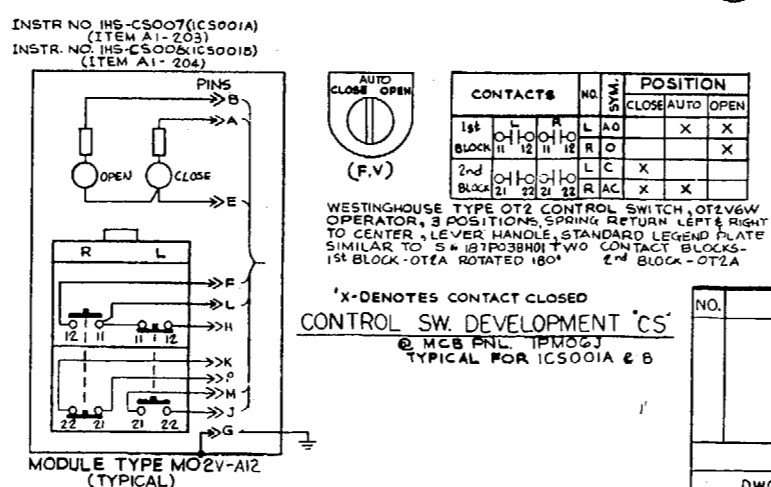 INSTR NO IHS-CS007(1CS001A)
(ITEM A1-203)
INSTR. NO. IHS-CS008(1CS001B)
(ITEM A1-204)
PINS
B
A
OPEN
CLOSE
E
R L
F
L
H
12 11 11 12
K
P
M
J
22 21 21 22
G
MODULE TYPE MO2V-A12
(TYPICAL)
AUTO
CLOSE OPEN
(F,V)
CONTACTS NO. SYM. POSITION
CLOSE AUTO OPEN
1st BLOCK L R 11 12 11 12 L AO X X
R O X
2nd BLOCK 21 22 21 22 L C X
R AC X X
WESTINGHOUSE TYPE OT2 CONTROL SWITCH, OT2V6W
OPERATOR, 3 POSITIONS, SPRING RETURN LEFT & RIGHT
TO CENTER, LEVER HANDLE, STANDARD LEGEND PLATE
SIMILAR TO S# 187P038H01 TWO CONTACT BLOCKS-
1st BLOCK-OT2A ROTATED 180° 2nd BLOCK-OT2A
"X-DENOTES CONTACT CLOSED
CONTROL SW. DEVELOPMENT "CS"
@ MCB PNL. 1PM06J
TYPICAL FOR 1CS001A & B
NO.
DWG